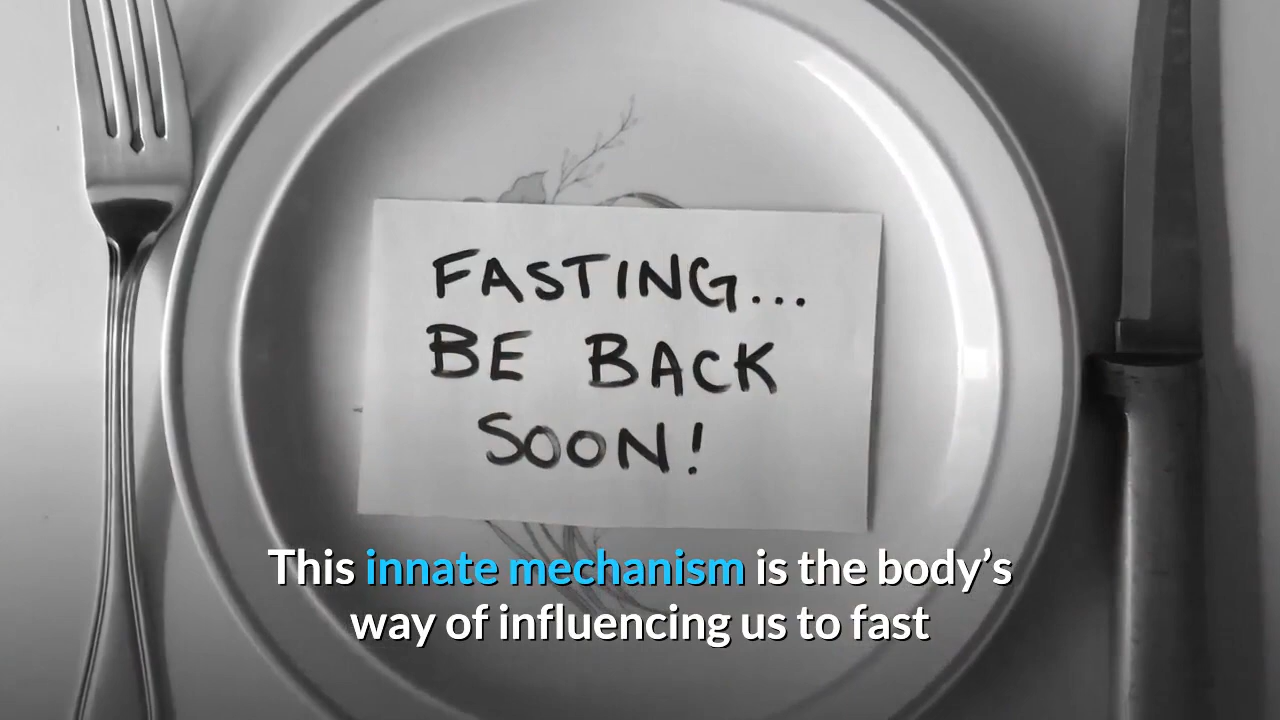 FASTING...
BE BACK
SOON!
This innate mechanism is the body’s
way of influencing us to fast